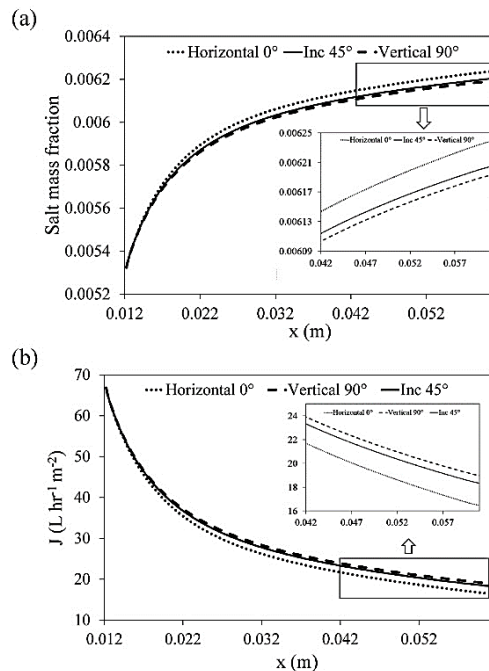 (a)
0.0064
0.0062
0.006
0.0058
0.0056
0.0054
0.0052
Salt mass fraction
Horizontal 0° Inc 45° Vertical 90°
Horizontal 0° Inc 45° Vertical 90°
0.00625
0.00621
0.00617
0.00613
0.00609
0.042 0.047 0.052 0.057
0.012 0.022 0.032 0.042 0.052
x (m)
(b)
70
60
50
40
30
20
10
J (L hr⁻¹ m⁻²)
Horizontal 0° Vertical 90° Inc 45°
Horizontal 0° Vertical 90° Inc 45°
24
22
20
18
16
0.042 0.047 0.052 0.057
0.012 0.022 0.032 0.042 0.052
x (m)